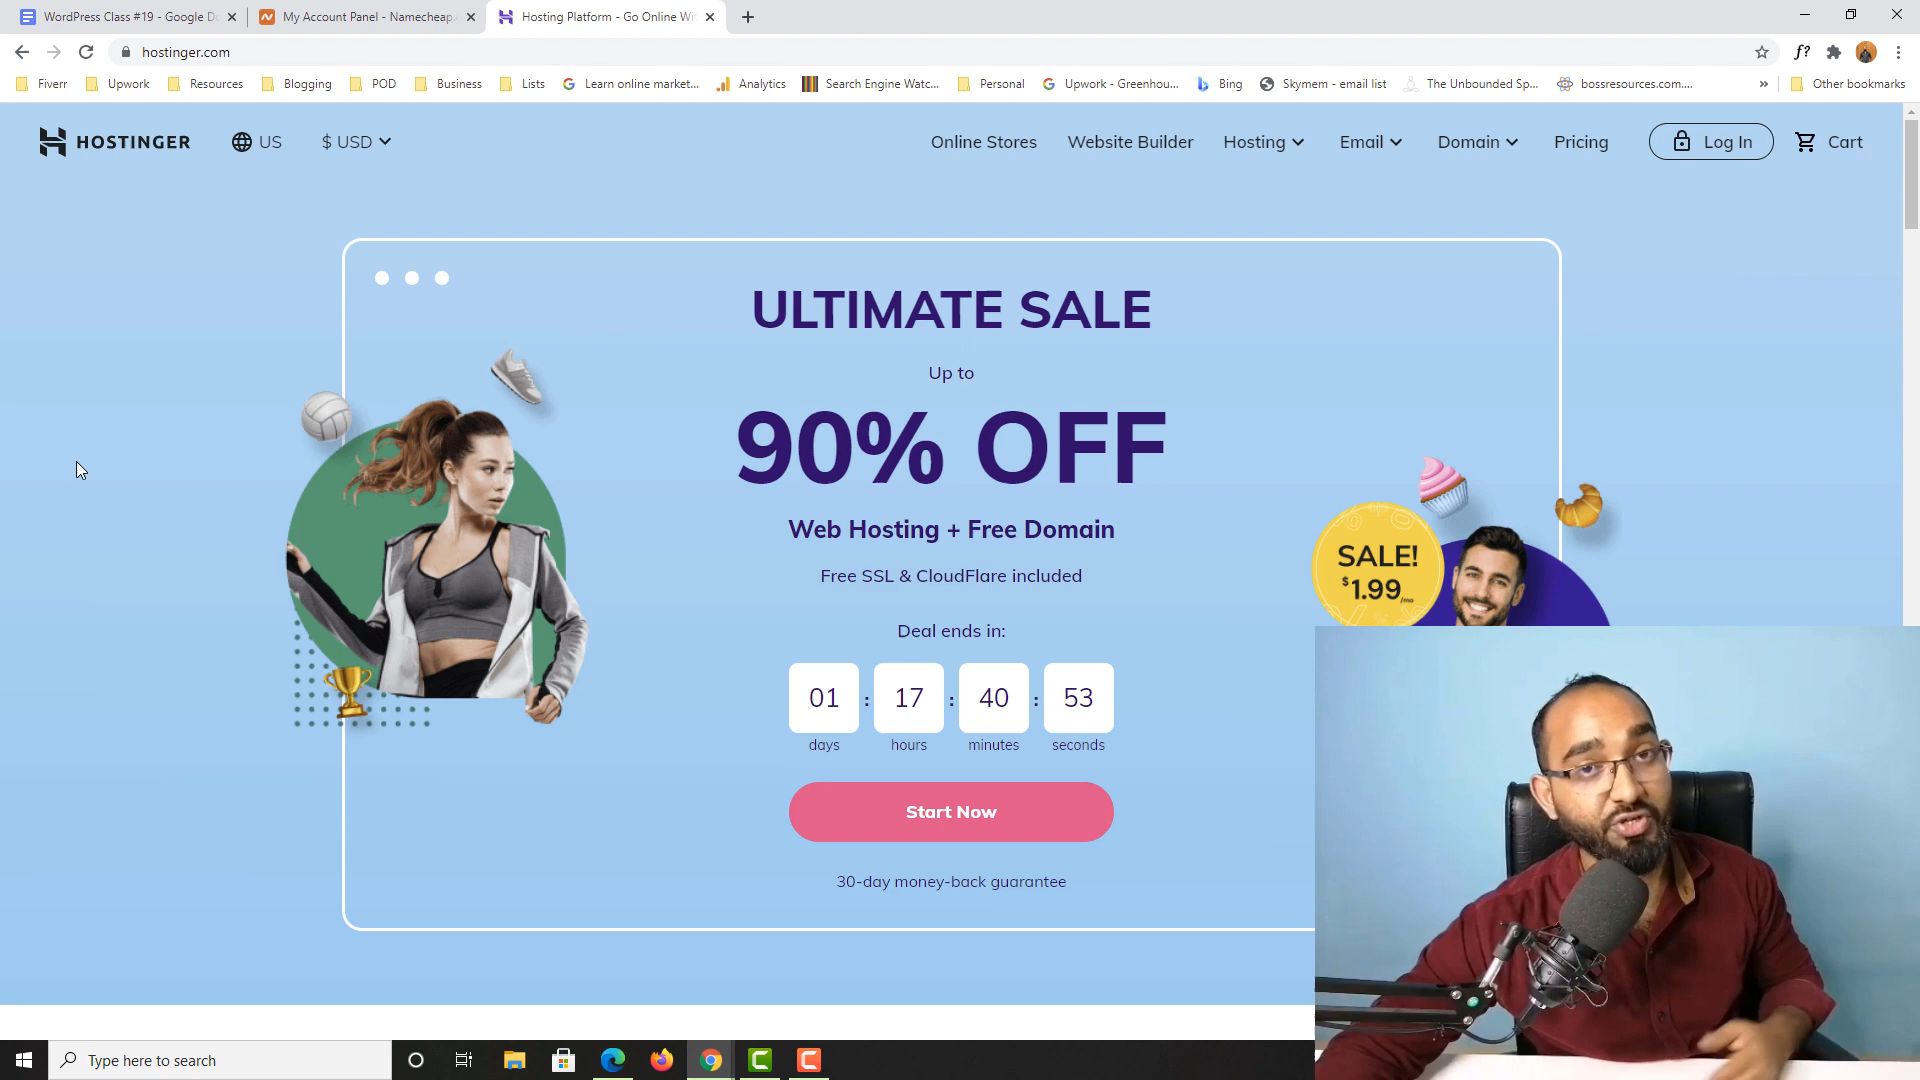 WordPress Class #19 - Google D
My Account Panel - Namecheap.
Hosting Platform - Go Online Wi
hostinger.com
f?
Fiverr
Upwork
Resources
Blogging
POD
Business
Lists
Learn online market...
Analytics
Search Engine Watc...
Personal
Upwork - Greenhou...
Bing
Skymem - email list
The Unbounded Sp...
bossresources.com....
»
Other bookmarks
HOSTINGER
US
$ USD
Online Stores
Website Builder
Hosting
Email
Domain
Pricing
Log In
Cart
ULTIMATE SALE
Up to
90% OFF
Web Hosting + Free Domain
Free SSL & CloudFlare included
SALE!
$1.99/mo
Deal ends in:
01 : 17 : 40 : 53
days hours minutes seconds
Start Now
30-day money-back guarantee
Type here to search